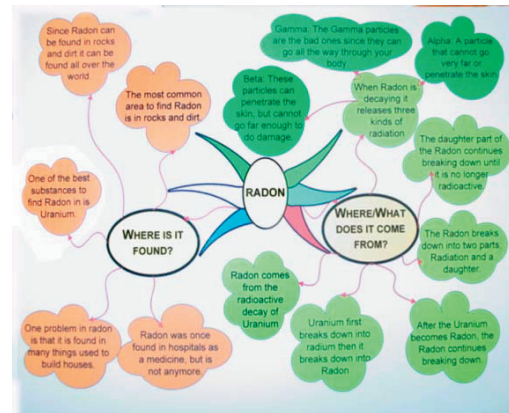 Since Radon can
be found in rocks
and dirt it can be
found all over the
world.
The most common
area to find Radon
is in rocks and dirt.
One of the best
substances to
find Radon in is
Uranium.
WHERE IS IT
FOUND?
One problem in radon
is that it is found in
many things used to
build houses.
Radon was once
found in hospitals as
a medicine, but is
not anymore.
RADON
Gamma: The Gamma particles
are the bad ones since they can
go all the way through your
body.
Alpha: A particle
that cannot go
very far or
penetrate the skin
Beta: These
particles can
penetrate the
skin, but cannot
go far enough to
do damage.
When Radon is
decaying it
releases three
kinds of
radiation
WHERE/WHAT
DOES IT COME
FROM?
The daughter part of
the Radon continues
breaking down until
it is no longer
radioactive.
The Radon breaks
down into two parts,
Radiation and a
daughter.
After the Uranium
becomes Radon, the
Radon continues
breaking down.
Uranium first
breaks down into
radium then it
breaks down into
Radon
Radon comes
from the
radioactive
decay of
Uranium